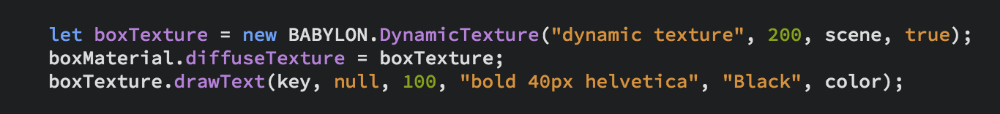 let boxTexture = new BABYLON.DynamicTexture("dynamic texture", 200, scene, true);
boxMaterial.diffuseTexture = boxTexture;
boxTexture.drawText(key, null, 100, "bold 40px helvetica", "Black", color);